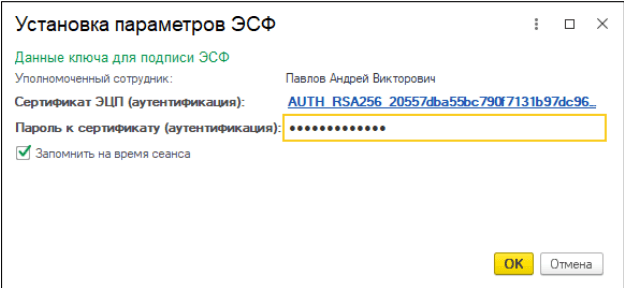 Установка параметров ЭСФ
Данные ключа для подписи ЭСФ
Уполномоченный сотрудник: Павлов Андрей Викторович
Сертификат ЭЦП (аутентификация): AUTH_RSA256_20557dba55bc790f7131b97dc96...
Пароль к сертификату (аутентификация): •••••••••••••
Запомнить на время сеанса
ОК Отмена